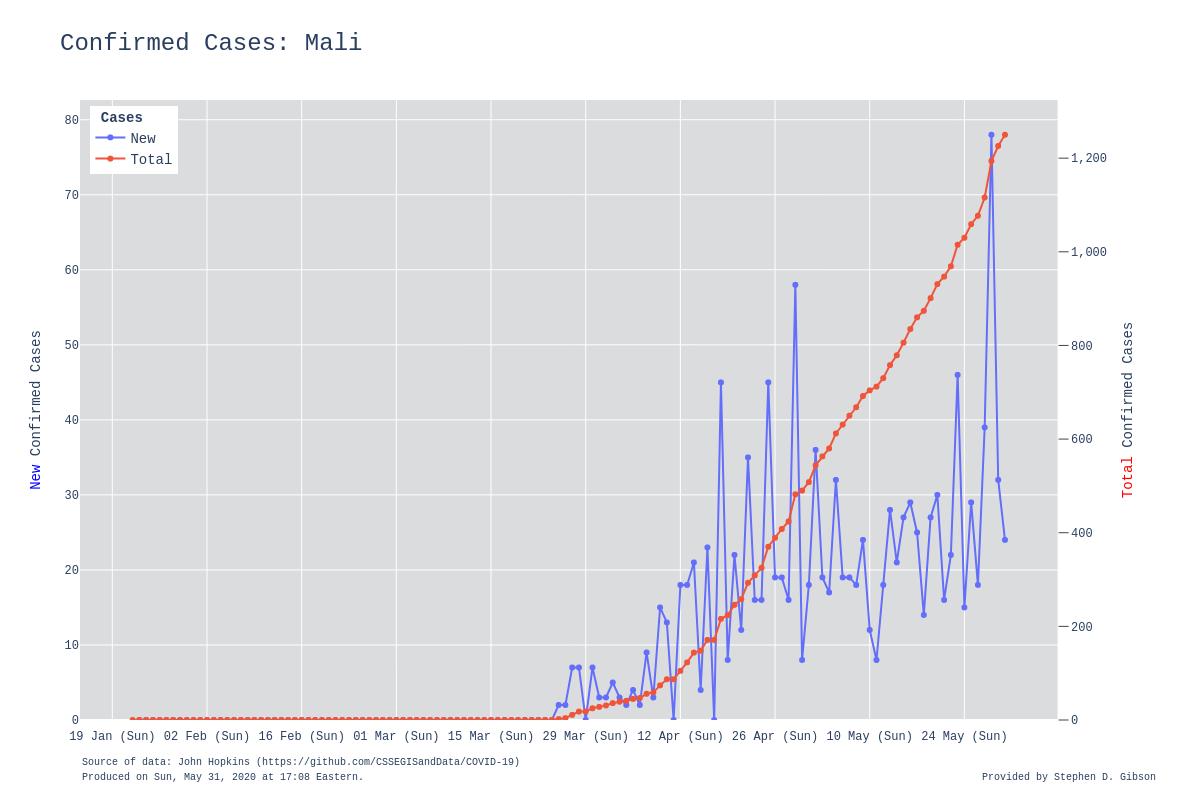 Confirmed Cases: Mali
Cases
New
Total
80
70
60
50
40
30
20
10
0
1,200
1,000
800
600
400
200
0
New Confirmed Cases
Total Confirmed Cases
19 Jan (Sun) 02 Feb (Sun) 16 Feb (Sun) 01 Mar (Sun) 15 Mar (Sun) 29 Mar (Sun) 12 Apr (Sun) 26 Apr (Sun) 10 May (Sun) 24 May (Sun)
Source of data: John Hopkins (https://github.com/CSSEGISandData/COVID-19)
Produced on Sun, May 31, 2020 at 17:08 Eastern.
Provided by Stephen D. Gibson